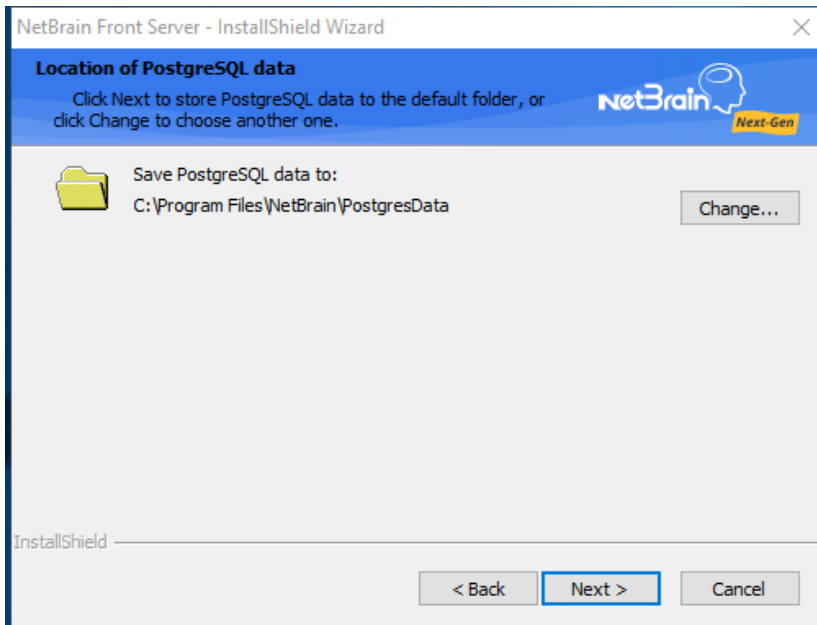 NetBrain Front Server - InstallShield Wizard
Location of PostgreSQL data
Click Next to store PostgreSQL data to the default folder, or
click Change to choose another one.
NetBrain
Next-Gen
Save PostgreSQL data to:
C:\Program Files\NetBrain\PostgresData
Change...
InstallShield
< Back
Next >
Cancel